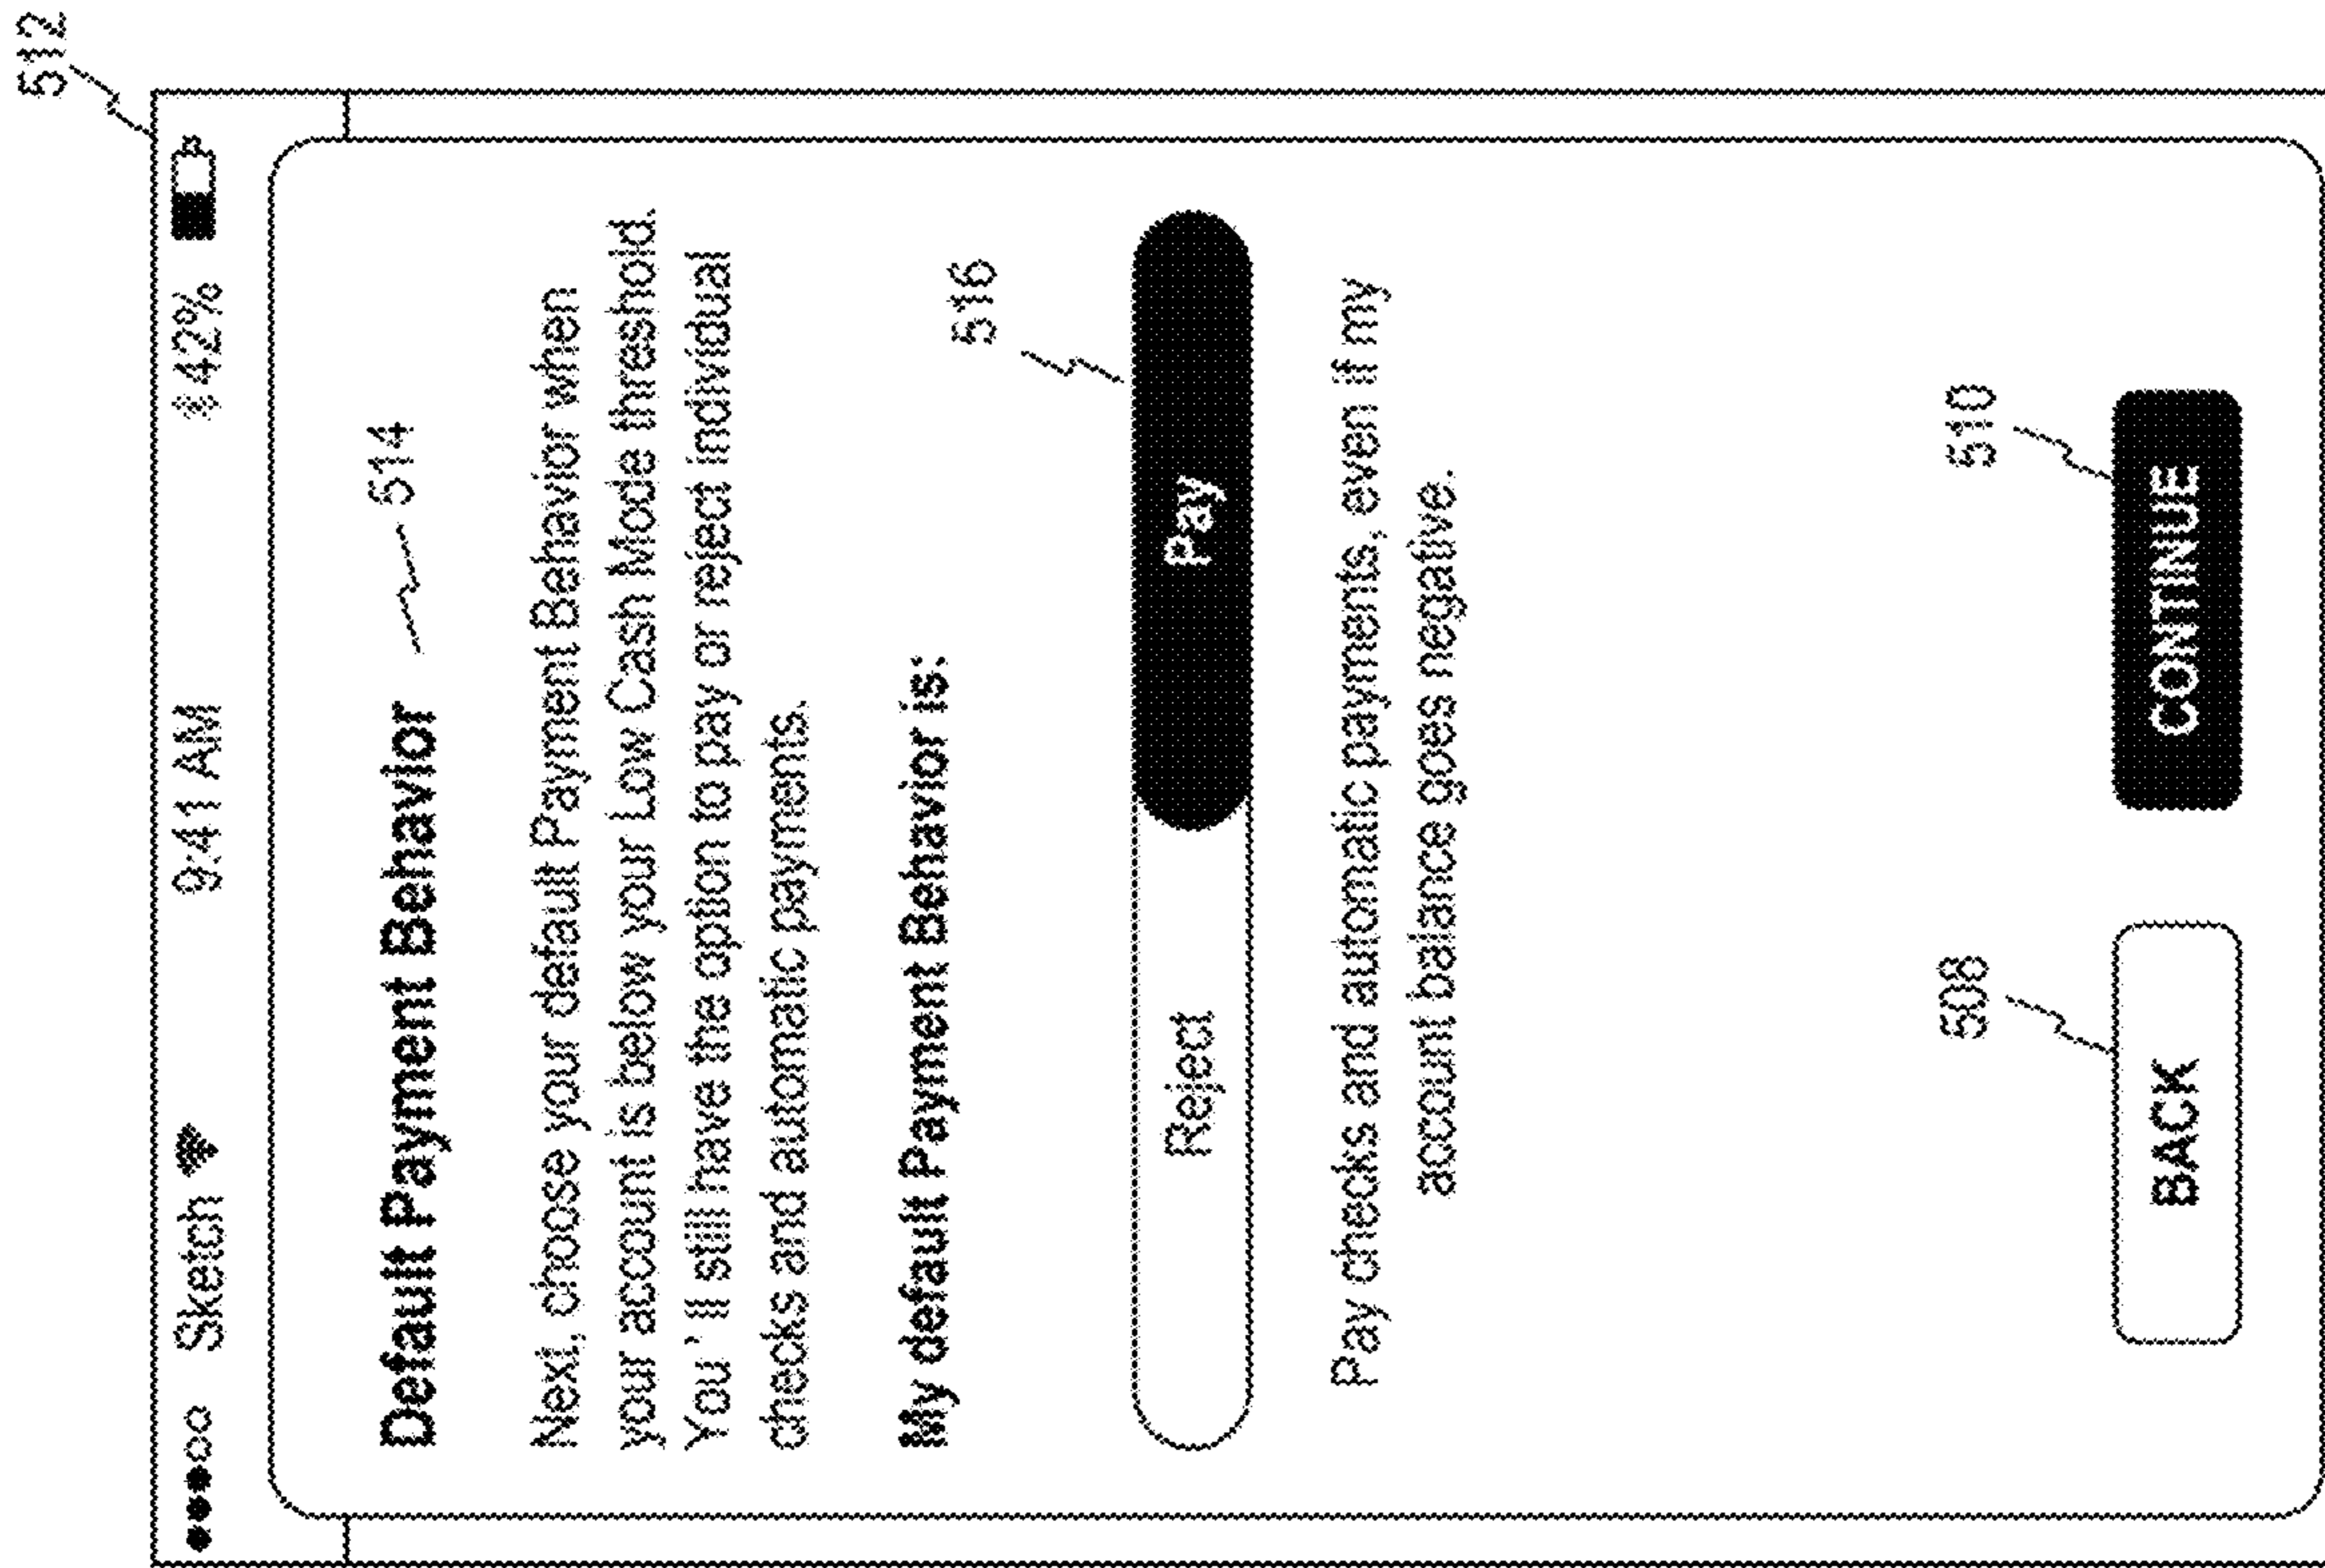 512
Sketch 9:41 AM 42%
Default Payment Behavior 514
Next, choose your default Payment Behavior when
your account is below your Low Cash Mode threshold.
You'll still have the option to pay or reject individual
checks and automatic payments.
My default Payment Behavior is:
516
Reject Pay
Pay checks and automatic payments, even if my
account balance goes negative.
508 510
BACK CONTINUE